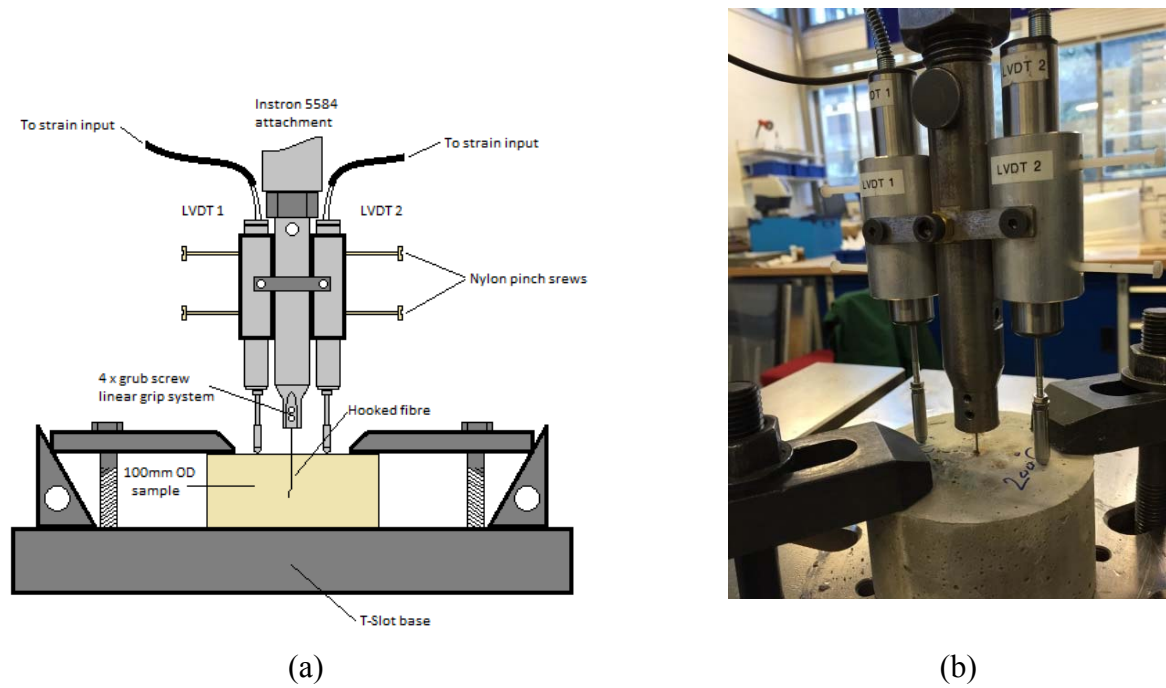 Instron 5584
attachment
To strain input
To strain input
LVDT 1
LVDT 2
Nylon pinch srews
4 x grub screw
linear grip system
Hooked fibre
100mm OD
sample
T-Slot base
(a)
LVDT 1
LVDT 2
LVDT 1
LVDT 2
(b)